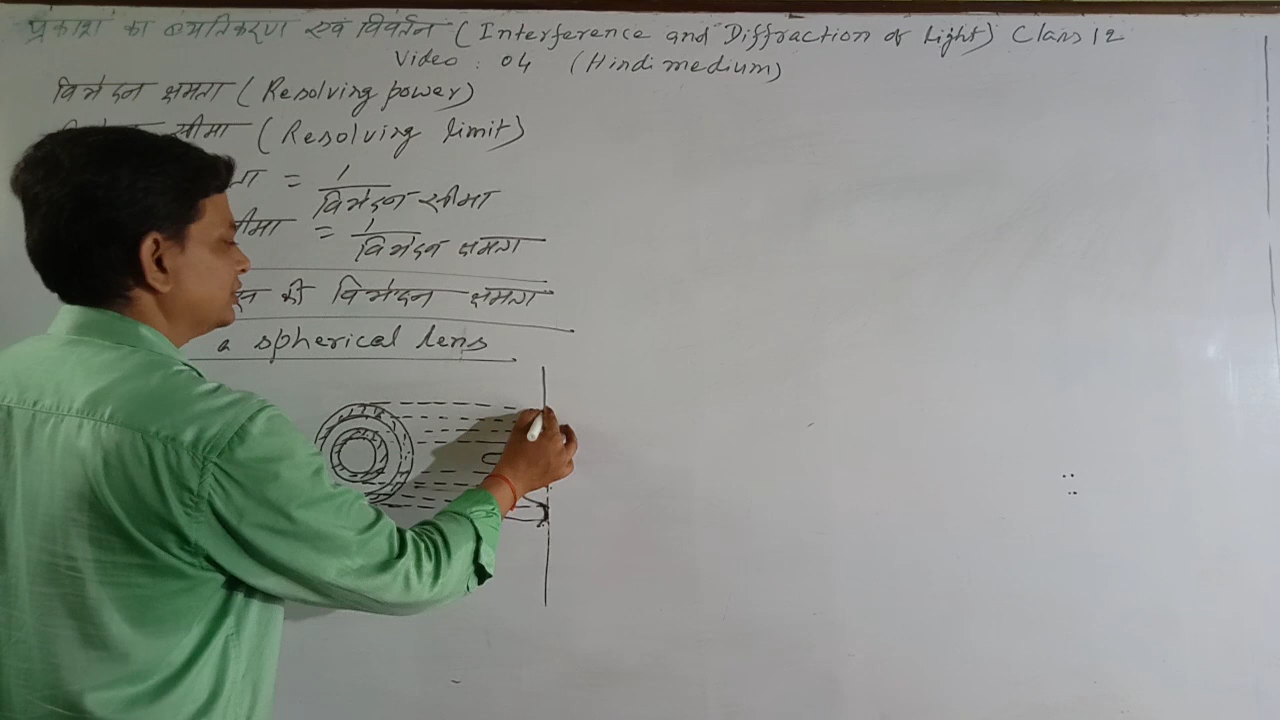 प्रकाश का व्यतिकरण एवं विवर्तन (Interference and Diffraction of Light) Class 12
Video : 04 (Hindi medium)
विभेदन क्षमता (Resolving power)
सीमा (Resolving limit)
= 1 / विभेदन सीमा
सीमा = 1 / विभेदन क्षमता
की विभेदन क्षमता
a spherical lens